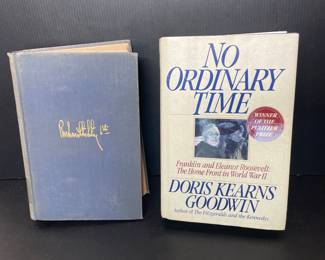 NO
ORDINARY
TIME
WINNER
OF THE
PULITZER
PRIZE
Franklin and Eleanor Roosevelt:
The Home Front in World War II
DORIS KEARNS
GOODWIN
Author of The Fitzgeralds and the Kennedys